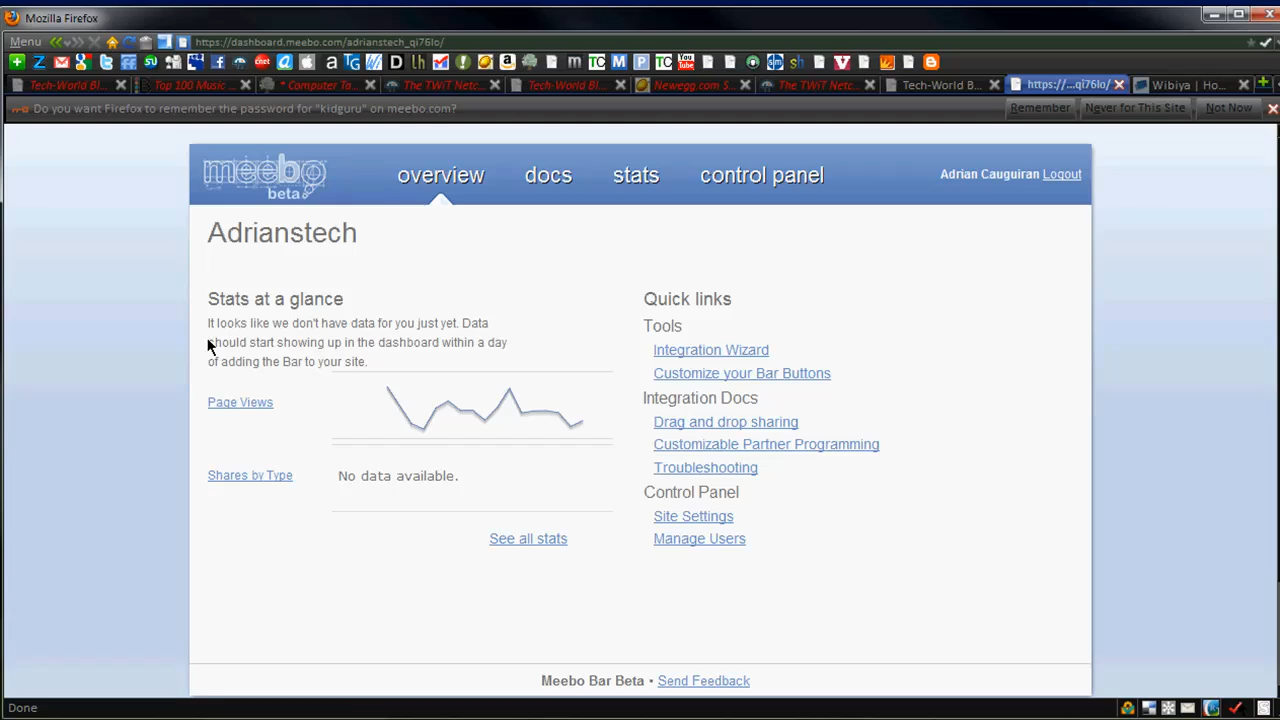 Mozilla Firefox
Menu
https://dashboard.meebo.com/adrianstech_qi76lo/
Tech-World Bl...
Top 100 Music ...
* Computer Ta...
The TWiT Netc...
Tech-World Bl...
Newegg.com S...
The TWiT Netc...
Tech-World B...
https:/...qi76lo/
Wibiya | Ho...
Do you want Firefox to remember the password for "kidguru" on meebo.com?
Remember
Never for This Site
Not Now
meebo
beta
overview
docs
stats
control panel
Adrian Cauguiran Logout
Adrianstech
Stats at a glance
It looks like we don't have data for you just yet. Data
should start showing up in the dashboard within a day
of adding the Bar to your site.
Page Views
Shares by Type
No data available.
See all stats
Quick links
Tools
Integration Wizard
Customize your Bar Buttons
Integration Docs
Drag and drop sharing
Customizable Partner Programming
Troubleshooting
Control Panel
Site Settings
Manage Users
Meebo Bar Beta • Send Feedback
Done